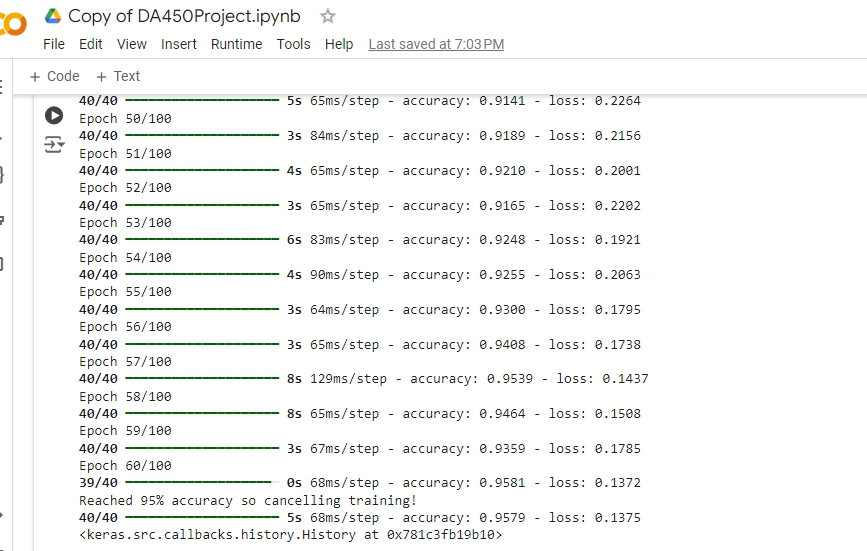 Copy of DA450Project.ipynb
File Edit View Insert Runtime Tools Help Last saved at 7:03 PM
+ Code + Text
40/40 5s 65ms/step - accuracy: 0.9141 - loss: 0.2264
Epoch 50/100
40/40 3s 84ms/step - accuracy: 0.9189 - loss: 0.2156
Epoch 51/100
40/40 4s 65ms/step - accuracy: 0.9210 - loss: 0.2001
Epoch 52/100
40/40 3s 65ms/step - accuracy: 0.9165 - loss: 0.2202
Epoch 53/100
40/40 6s 83ms/step - accuracy: 0.9248 - loss: 0.1921
Epoch 54/100
40/40 4s 90ms/step - accuracy: 0.9255 - loss: 0.2063
Epoch 55/100
40/40 3s 64ms/step - accuracy: 0.9300 - loss: 0.1795
Epoch 56/100
40/40 3s 65ms/step - accuracy: 0.9408 - loss: 0.1738
Epoch 57/100
40/40 8s 129ms/step - accuracy: 0.9539 - loss: 0.1437
Epoch 58/100
40/40 8s 65ms/step - accuracy: 0.9464 - loss: 0.1508
Epoch 59/100
40/40 3s 67ms/step - accuracy: 0.9359 - loss: 0.1785
Epoch 60/100
39/40 0s 68ms/step - accuracy: 0.9581 - loss: 0.1372
Reached 95% accuracy so cancelling training!
40/40 5s 68ms/step - accuracy: 0.9579 - loss: 0.1375
<keras.src.callbacks.history.History at 0x781c3fb19b10>